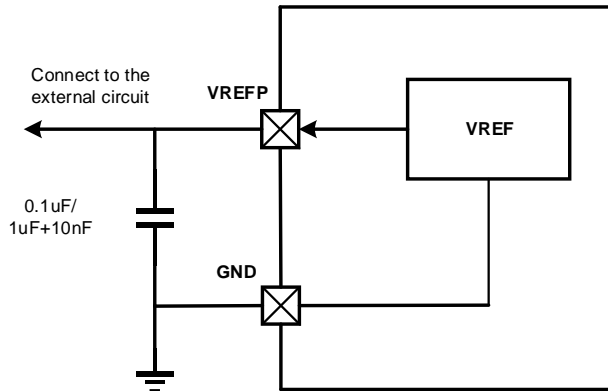 Connect to the
external circuit
VREFP
VREF
0.1uF/
1uF+10nF
GND